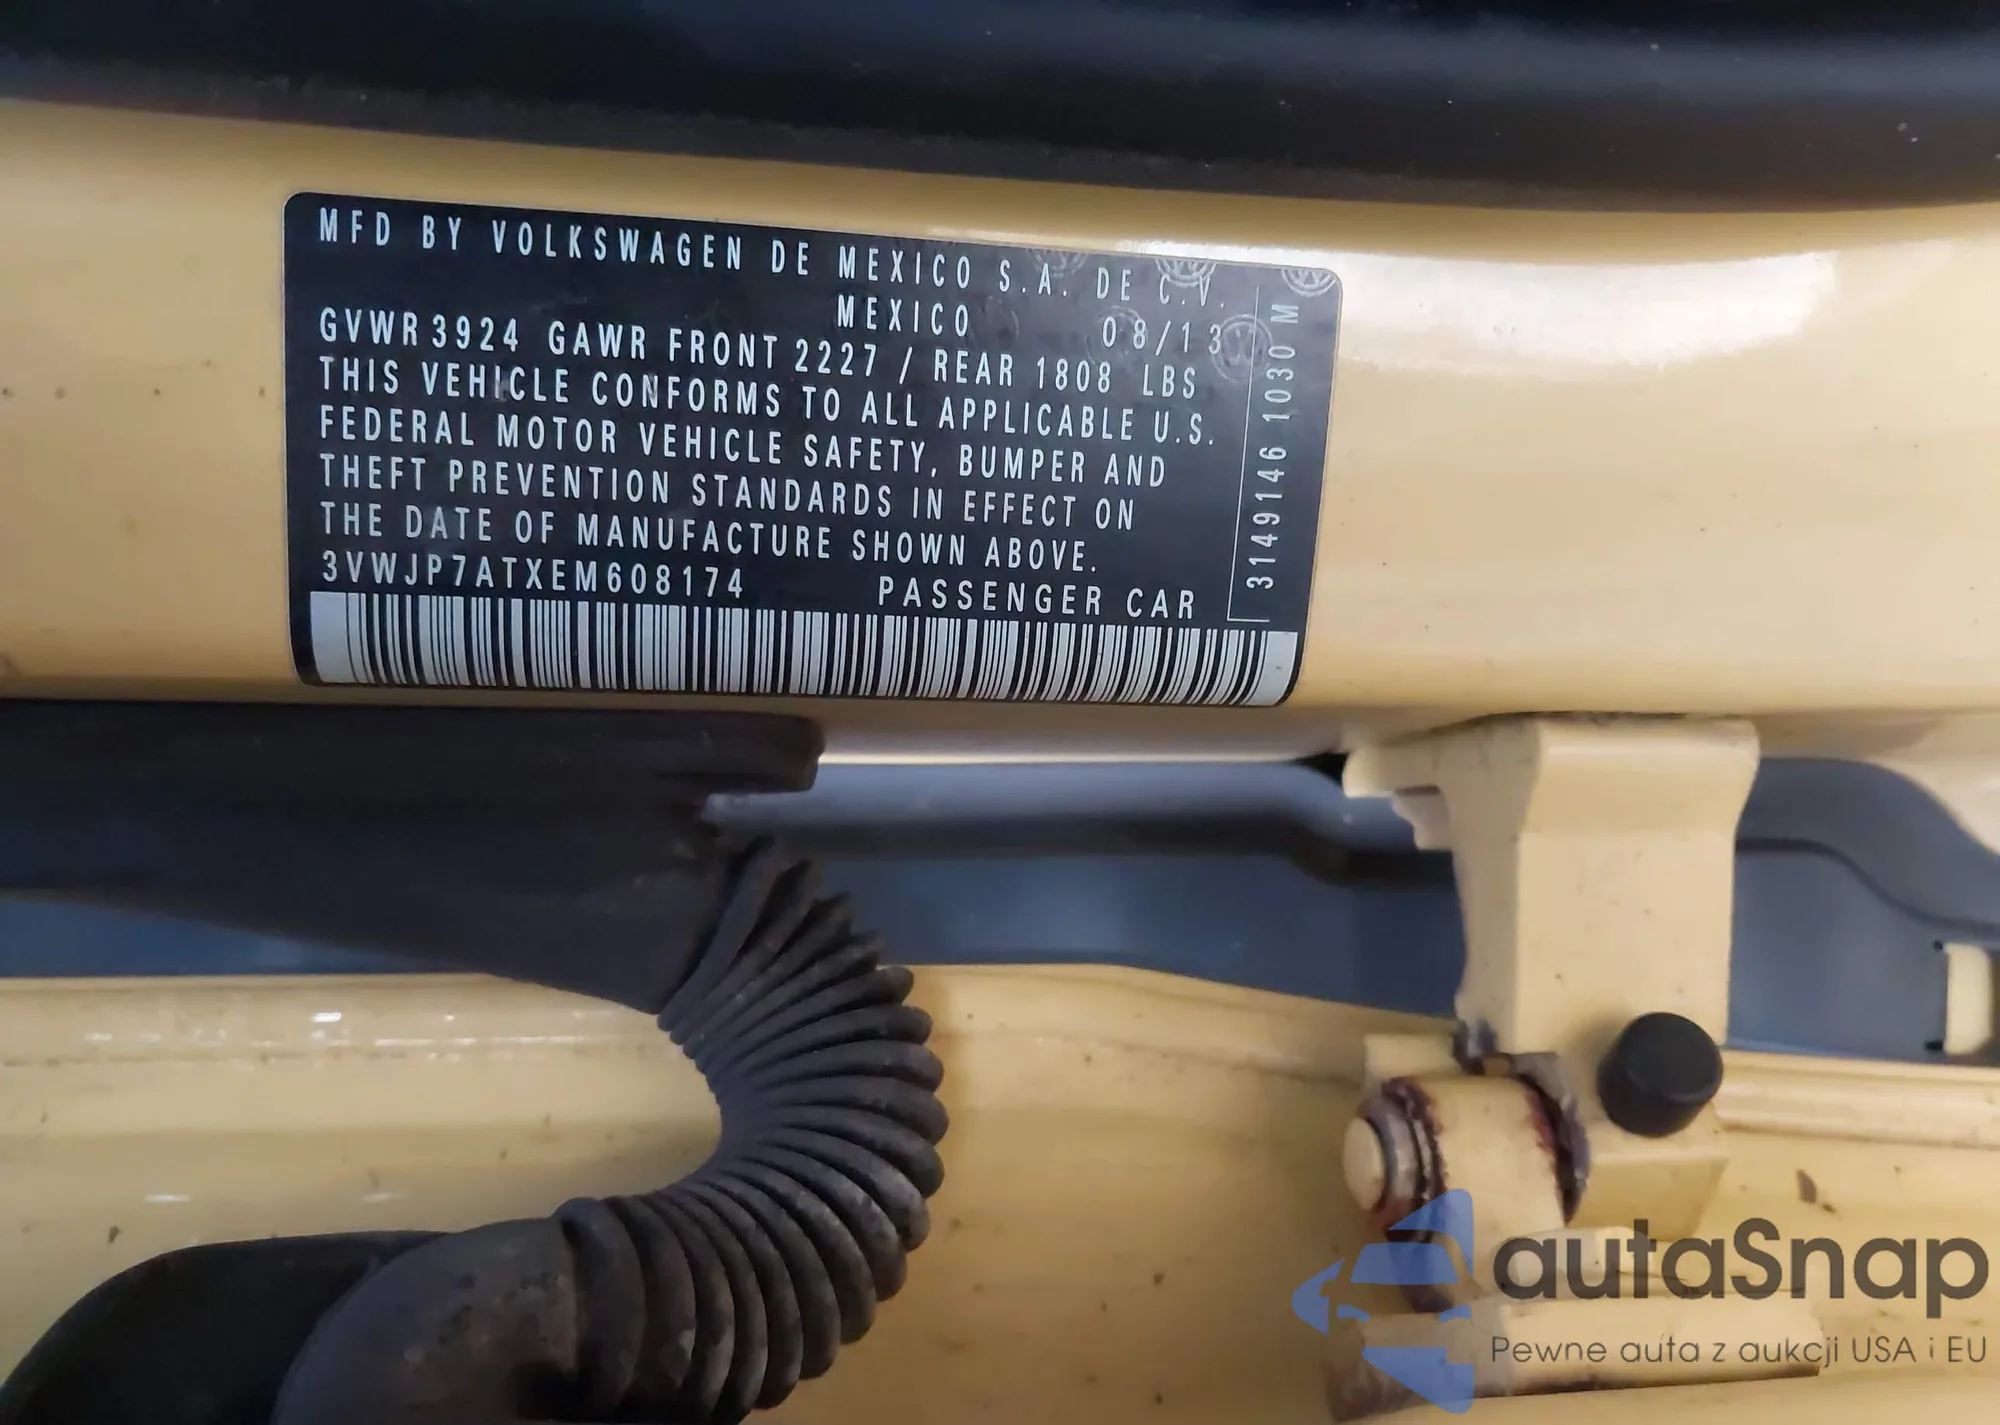 MFD BY VOLKSWAGEN DE MEXICO S.A. DE C.V.
MEXICO 08/13
GVWR 3924 GAWR FRONT 2227 / REAR 1808 LBS
THIS VEHICLE CONFORMS TO ALL APPLICABLE U.S.
FEDERAL MOTOR VEHICLE SAFETY, BUMPER AND
THEFT PREVENTION STANDARDS IN EFFECT ON
THE DATE OF MANUFACTURE SHOWN ABOVE.
3VWJP7ATXEM608174 PASSENGER CAR
3149146 1030 M
autaSnap
Pewne auta z aukcji USA i EU